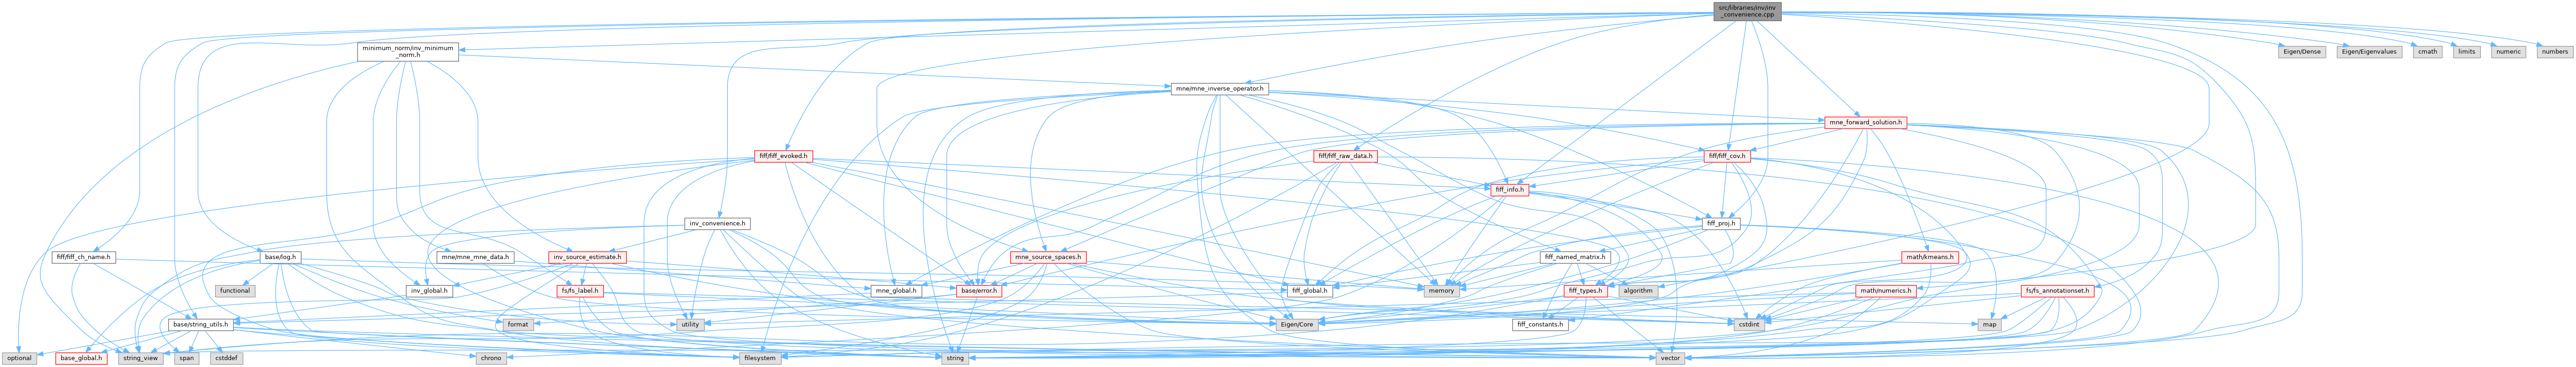 src/libraries/inv/inv
_convenience.cpp
minimum_norm/inv_minimum
_norm.h
Eigen/Dense
Eigen/Eigenvalues
cmath
limits
numeric
numbers
mne/mne_inverse_operator.h
mne_forward_solution.h
fiff/fiff_evoked.h
fiff/fiff_raw_data.h
fiff/fiff_cov.h
fiff_info.h
inv_convenience.h
fiff_proj.h
fiff/fiff_ch_name.h
base/log.h
mne/mne_mne_data.h
inv_source_estimate.h
mne_source_spaces.h
fiff_named_matrix.h
math/kmeans.h
functional
inv_global.h
fs/fs_label.h
mne_global.h
base/error.h
fiff_global.h
memory
fiff_types.h
algorithm
math/numerics.h
fs/fs_annotationset.h
base/string_utils.h
format
utility
Eigen/Core
fiff_constants.h
cstdint
map
optional
base_global.h
string_view
span
cstddef
chrono
filesystem
string
vector